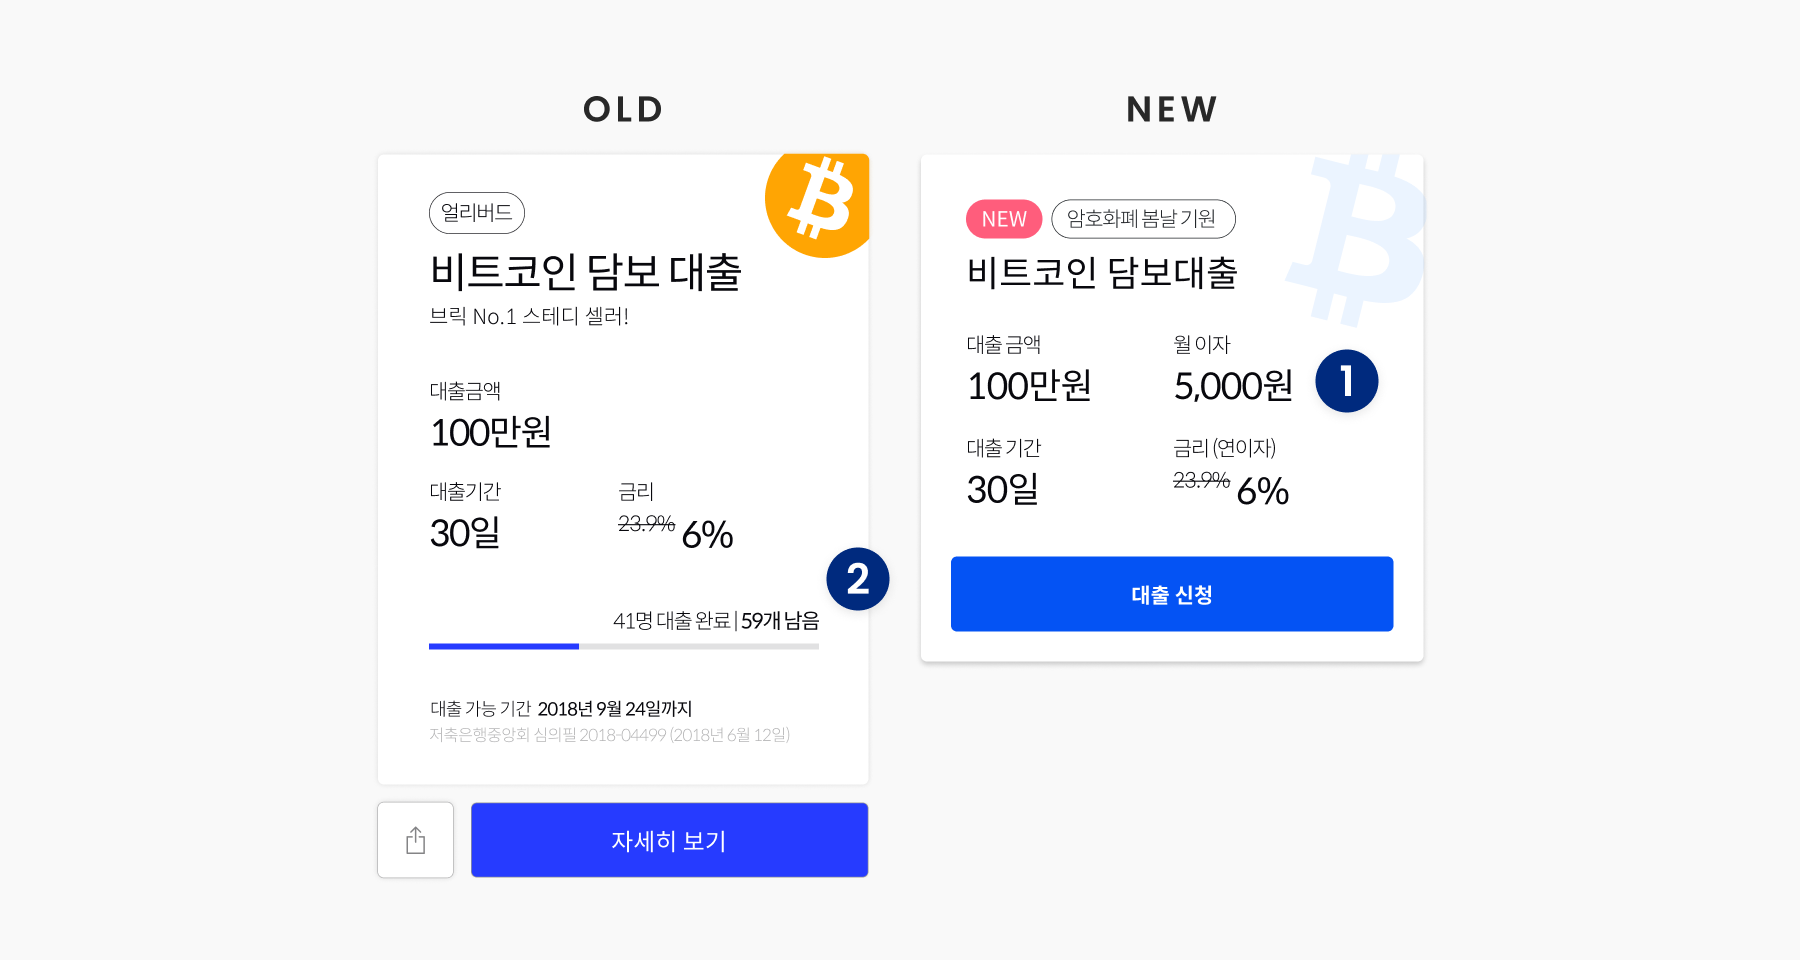 OLD
얼리버드
비트코인 담보 대출
브릭 No.1 스테디 셀러!
대출금액
100만원
대출기간
30일
금리
23.9% 6%
2
41명 대출 완료 | 59개 남음
대출 가능 기간 2018년 9월 24일까지
저축은행중앙회 심의필 2018-04499 (2018년 6월 12일)
자세히 보기
NEW
NEW 암호화폐 봄날 기원
비트코인 담보대출
대출 금액
100만원
월 이자
5,000원
1
대출 기간
30일
금리 (연이자)
23.9% 6%
대출 신청